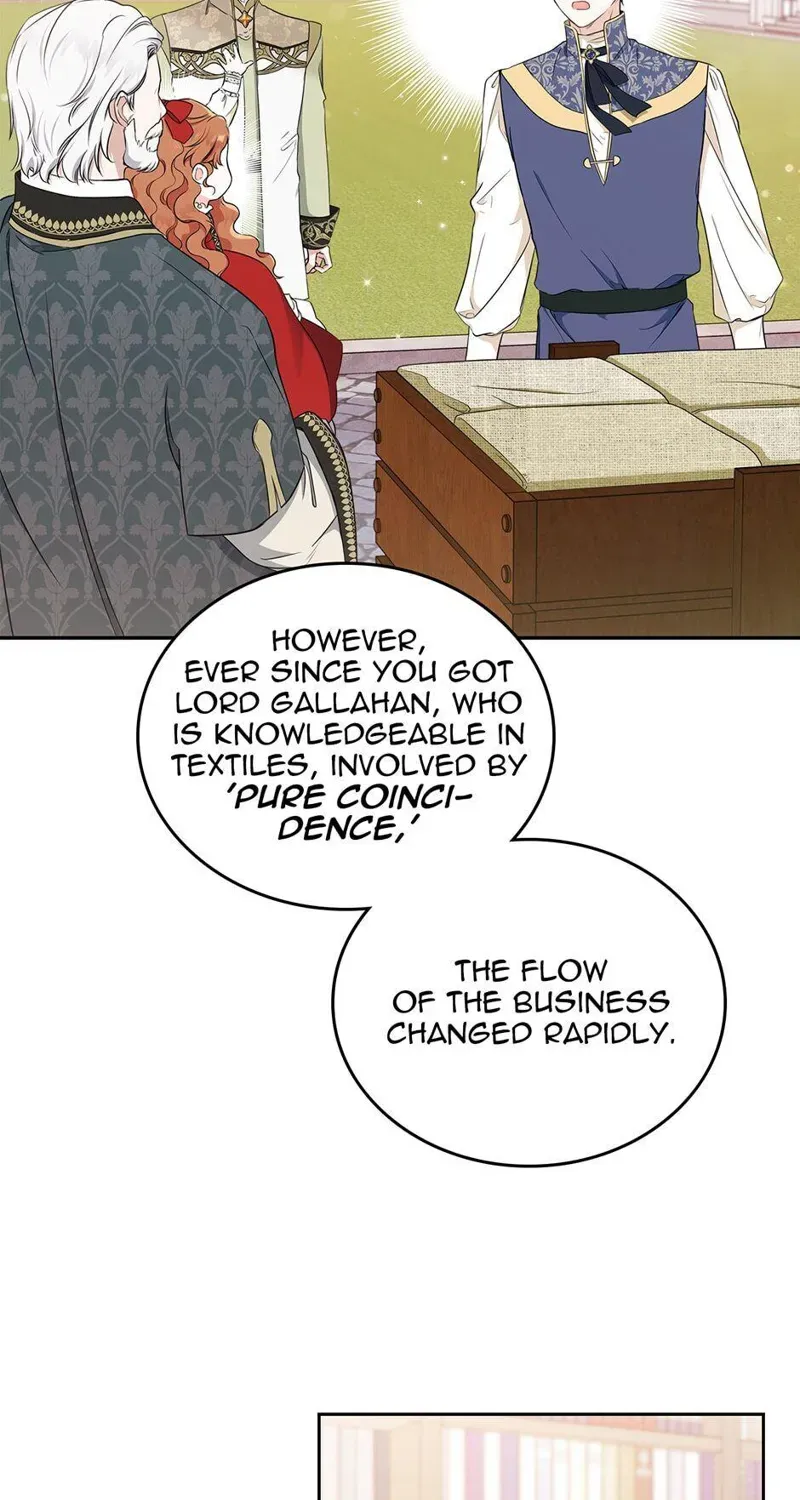 HOWEVER,
EVER SINCE YOU GOT
LORD GALLAHAN, WHO
IS KNOWLEDGEABLE IN
TEXTILES, INVOLVED BY
'PURE COINCI-
DENCE,'
THE FLOW
OF THE BUSINESS
CHANGED RAPIDLY.